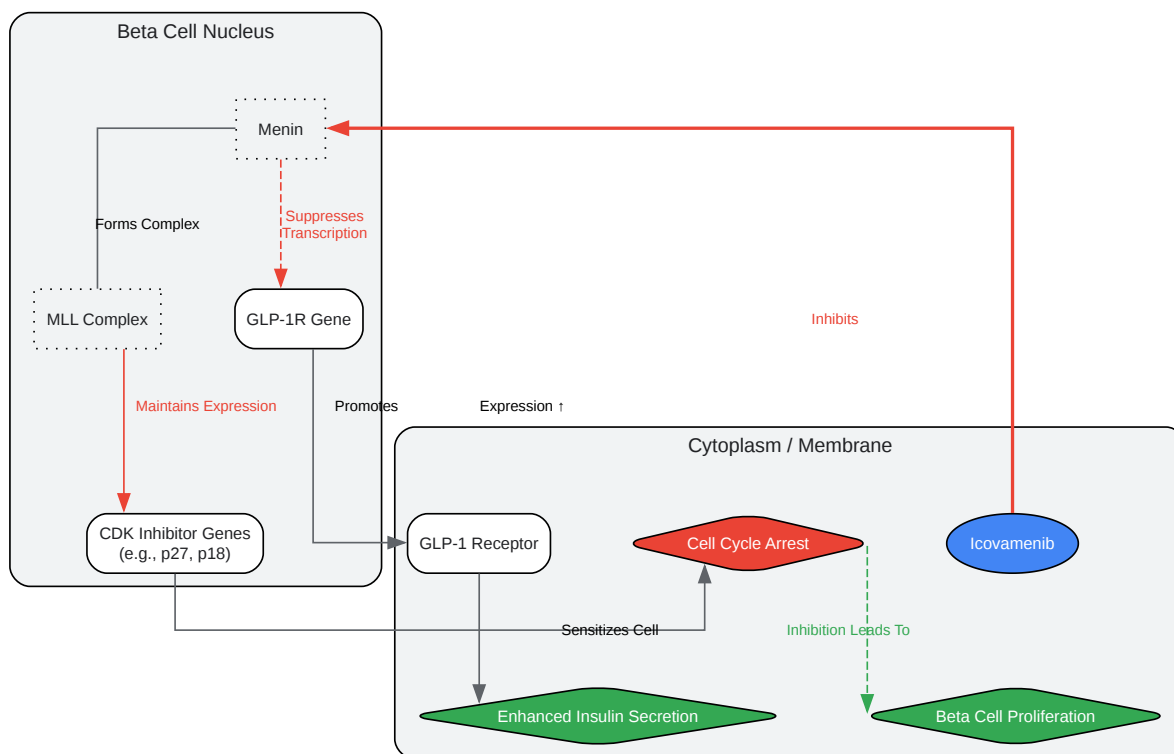 Beta Cell Nucleus
Menin
Forms Complex
Suppresses
Transcription
MLL Complex
GLP-1R Gene
Inhibits
Maintains Expression
Promotes
Expression ↑
Cytoplasm / Membrane
CDK Inhibitor Genes
(e.g., p27, p18)
GLP-1 Receptor
Cell Cycle Arrest
Icovamenib
Sensitizes Cell
Inhibition Leads To
Enhanced Insulin Secretion
Beta Cell Proliferation